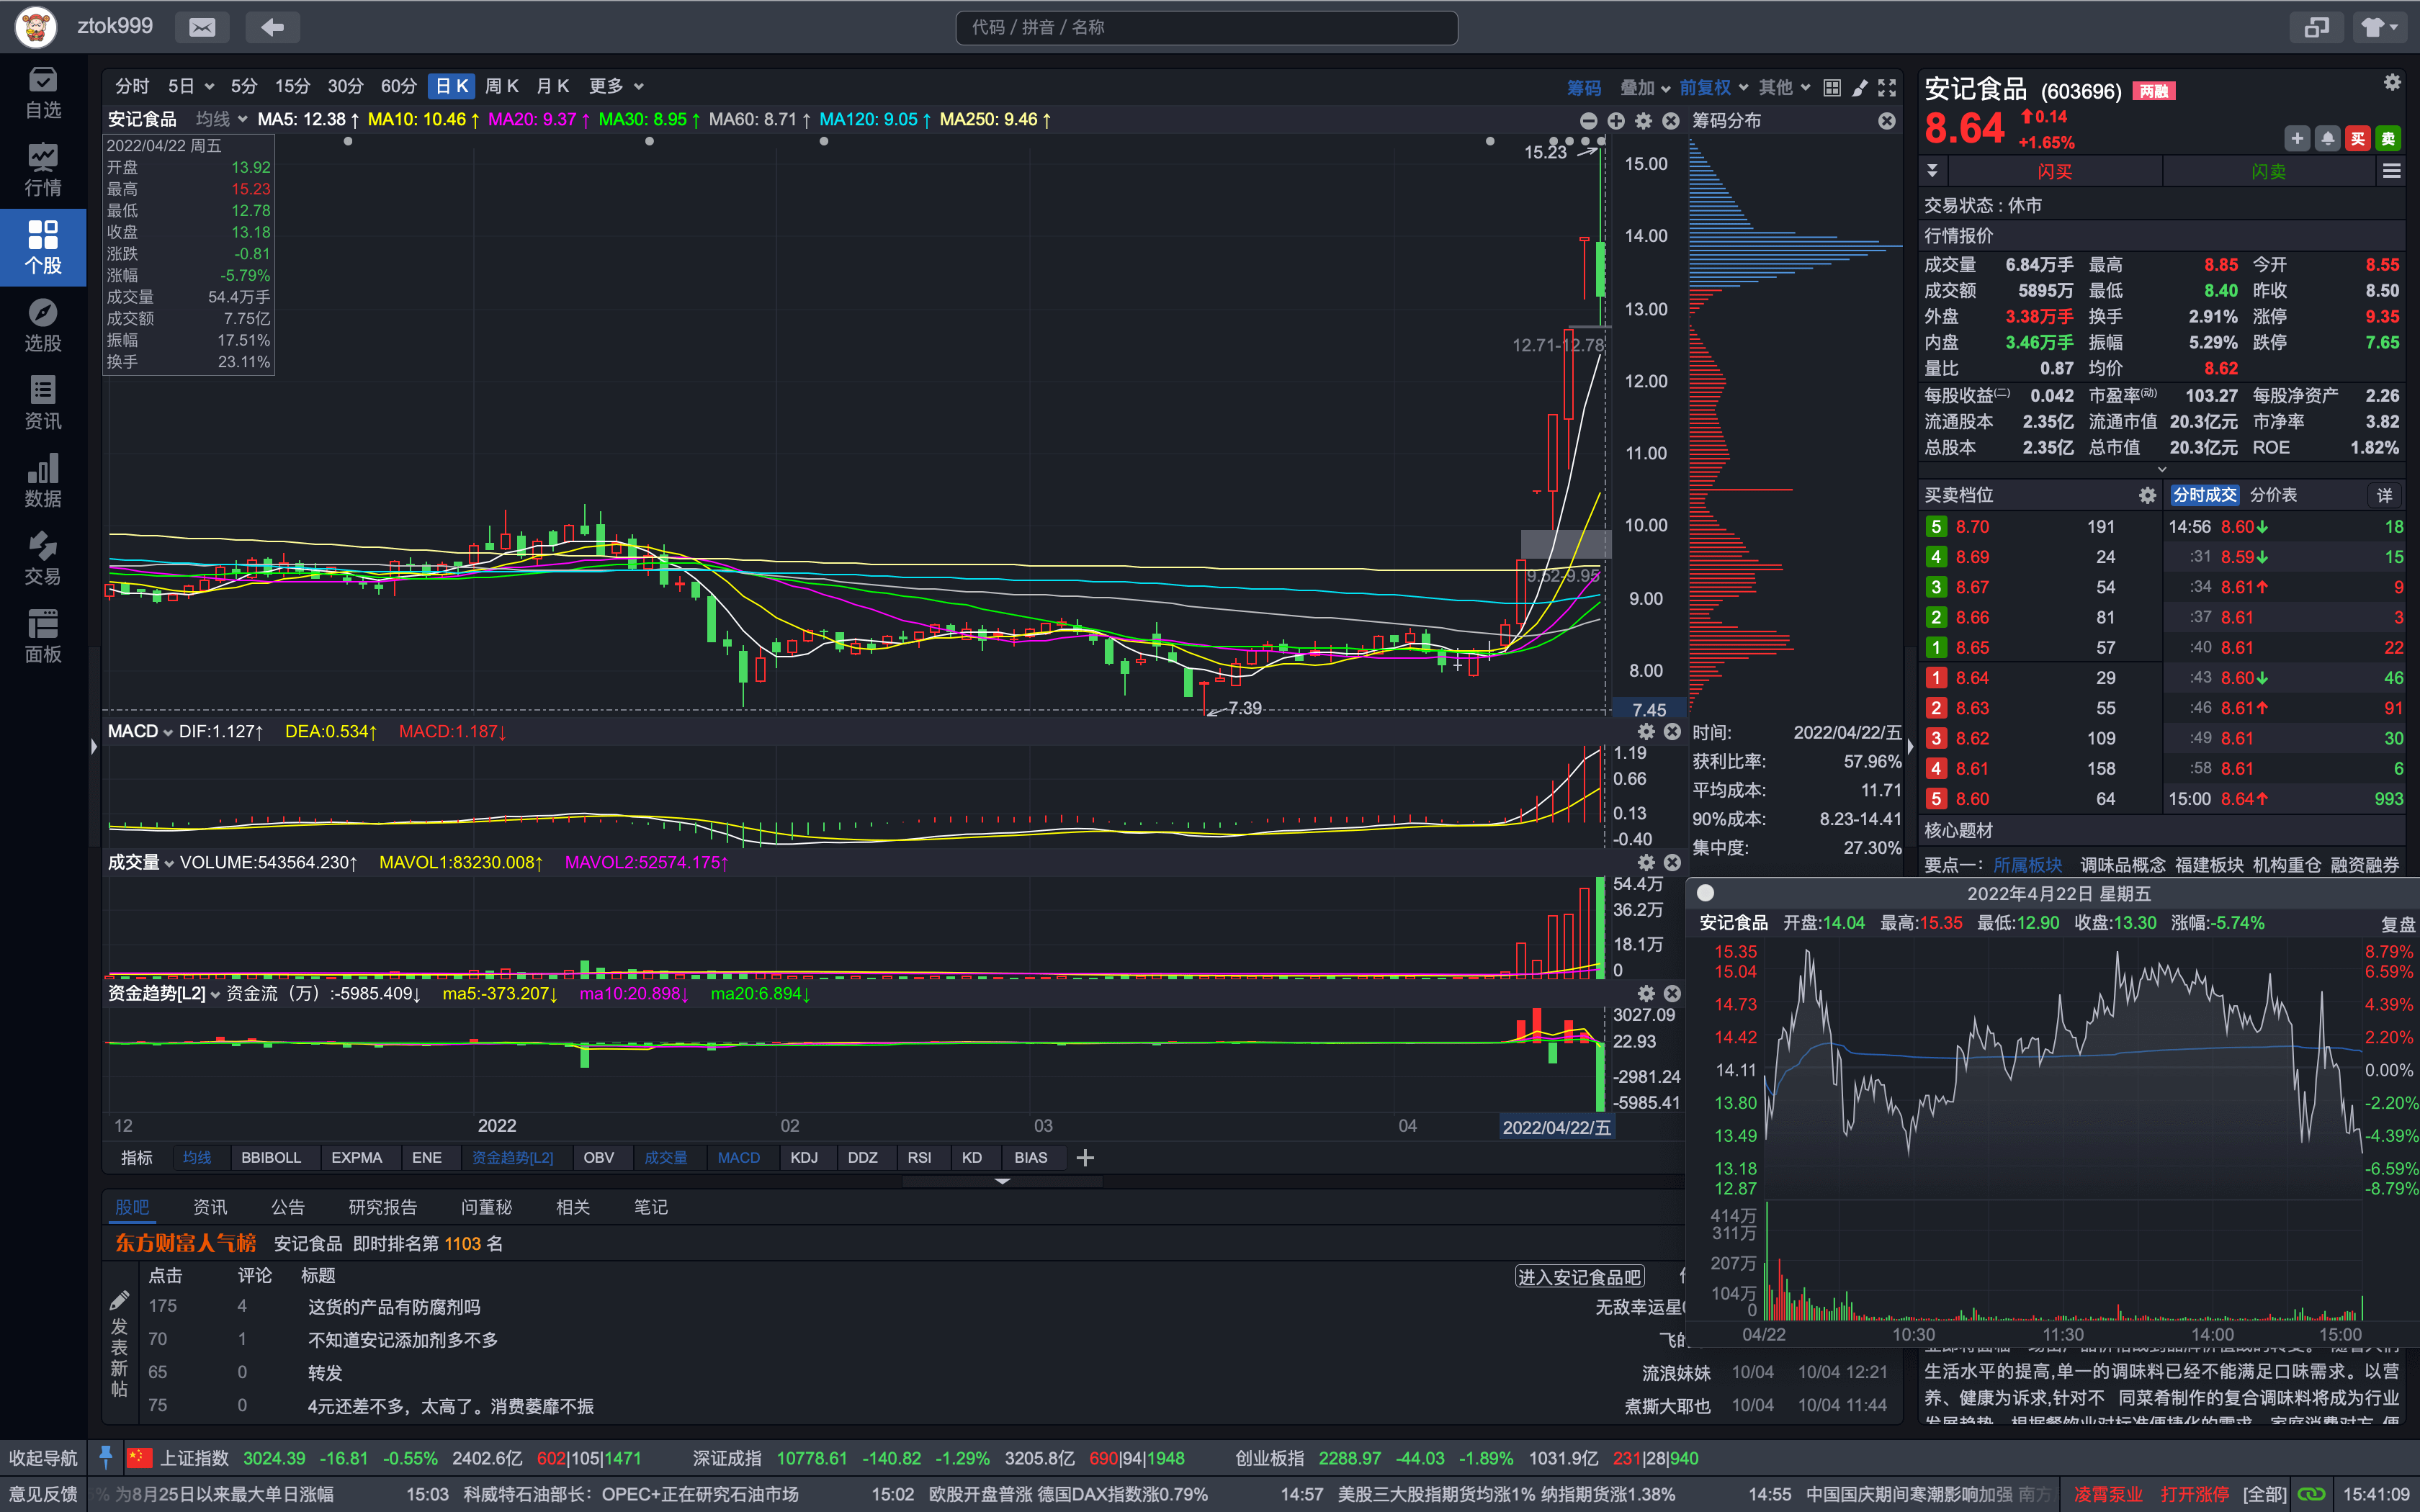 ztok999
代码 / 拼音 / 名称
自选
行情
个股
选股
资讯
数据
交易
面板
分时 5日 5分 15分 30分 60分 日K 周K 月K 更多
筹码 叠加 前复权 其他
安记食品 均线 MA5: 12.38↑ MA10: 10.46↑ MA20: 9.37↑ MA30: 8.95↑ MA60: 8.71↑ MA120: 9.05↑ MA250: 9.46↑
筹码分布
2022/04/22 周五
开盘 13.92
最高 15.23
最低 12.78
收盘 13.18
涨跌 -0.81
涨幅 -5.79%
成交量 54.4万手
成交额 7.75亿
振幅 17.51%
换手 23.11%
15.23
12.71-12.78
9.52-9.95
7.39
15.00
14.00
13.00
12.00
11.00
10.00
9.00
8.00
7.45
MACD DIF:1.127↑ DEA:0.534↑ MACD:1.187↓
1.19
0.66
0.13
-0.40
成交量 VOLUME:543564.230↑ MAVOL1:83230.008↑ MAVOL2:52574.175↑
54.4万
36.2万
18.1万
0
资金趋势[L2] 资金流（万）:-5985.409↓ ma5:-373.207↓ ma10:20.898↓ ma20:6.894↓
3027.09
22.93
-2981.24
-5985.41
12 2022 02 03 04 2022/04/22/五
指标 均线 BBIBOLL EXPMA ENE 资金趋势[L2] OBV 成交量 MACD KDJ DDZ RSI KD BIAS
时间: 2022/04/22/五
获利比率: 57.96%
平均成本: 11.71
90%成本: 8.23-14.41
集中度: 27.30%
股吧 资讯 公告 研究报告 问董秘 相关 笔记
东方财富人气榜 安记食品 即时排名第 1103 名
点击 评论 标题 进入安记食品吧
发表新帖
175 4 这货的产品有防腐剂吗 无敌幸运星
70 1 不知道安记添加剂多不多 飞的
65 0 转发 流浪妹妹 10/04 10/04 12:21
75 0 4元还差不多，太高了。消费萎靡不振 煮撕大耶也 10/04 10/04 11:44
安记食品 (603696) 两融
8.64 0.14
+1.65%
买 卖
闪买 闪卖
交易状态 : 休市
行情报价
成交量 6.84万手 最高 8.85 今开 8.55
成交额 5895万 最低 8.40 昨收 8.50
外盘 3.38万手 换手 2.91% 涨停 9.35
内盘 3.46万手 振幅 5.29% 跌停 7.65
量比 0.87 均价 8.62
每股收益(二) 0.042 市盈率(动) 103.27 每股净资产 2.26
流通股本 2.35亿 流通市值 20.3亿元 市净率 3.82
总股本 2.35亿 总市值 20.3亿元 ROE 1.82%
买卖档位 分时成交 分价表 详
5 8.70 191 14:56 8.60↓ 18
4 8.69 24 :31 8.59↓ 15
3 8.67 54 :34 8.61↑ 9
2 8.66 81 :37 8.61 3
1 8.65 57 :40 8.61 22
1 8.64 29 :43 8.60↓ 46
2 8.63 55 :46 8.61↑ 91
3 8.62 109 :49 8.61 30
4 8.61 158 :58 8.61 6
5 8.60 64 15:00 8.64↑ 993
核心题材
要点一： 所属板块 调味品概念 福建板块 机构重仓 融资融券
2022年4月22日 星期五
安记食品 开盘:14.04 最高:15.35 最低:12.90 收盘:13.30 涨幅:-5.74% 复盘
15.35 8.79%
15.04 6.59%
14.73 4.39%
14.42 2.20%
14.11 0.00%
13.80 -2.20%
13.49 -4.39%
13.18 -6.59%
12.87 -8.79%
414万
311万
207万
104万
0
04/22 10:30 11:30 14:00 15:00
生活水平的提高,单一的调味料已经不能满足口味需求。以营
养、健康为诉求,针对不 同菜肴制作的复合调味料将成为行业
收起导航 上证指数 3024.39 -16.81 -0.55% 2402.6亿 602|105|1471 深证成指 10778.61 -140.82 -1.29% 3205.8亿 690|94|1948 创业板指 2288.97 -44.03 -1.89% 1031.9亿 231|28|940
意见反馈 为8月25日以来最大单日涨幅 15:03 科威特石油部长：OPEC+正在研究石油市场 15:02 欧股开盘普涨 德国DAX指数涨0.79% 14:57 美股三大股指期货均涨1% 纳指期货涨1.38% 14:55 中国国庆期间寒潮影响加强 南方 凌霄泵业 打开涨停 [全部] 15:41:09